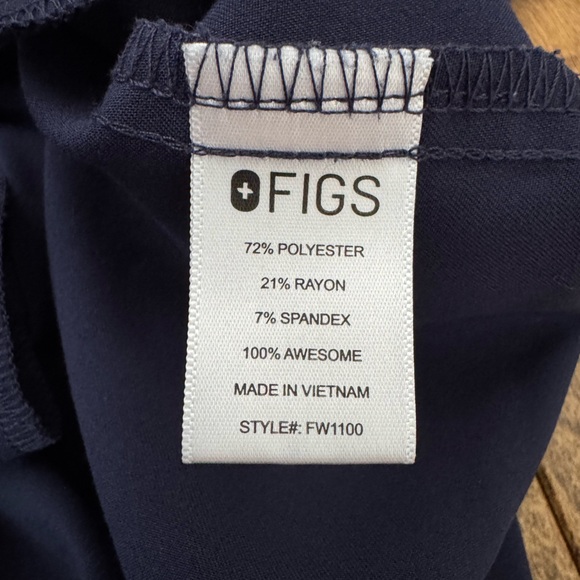 FIGS
72% POLYESTER
21% RAYON
7% SPANDEX
100% AWESOME
MADE IN VIETNAM
STYLE#: FW1100